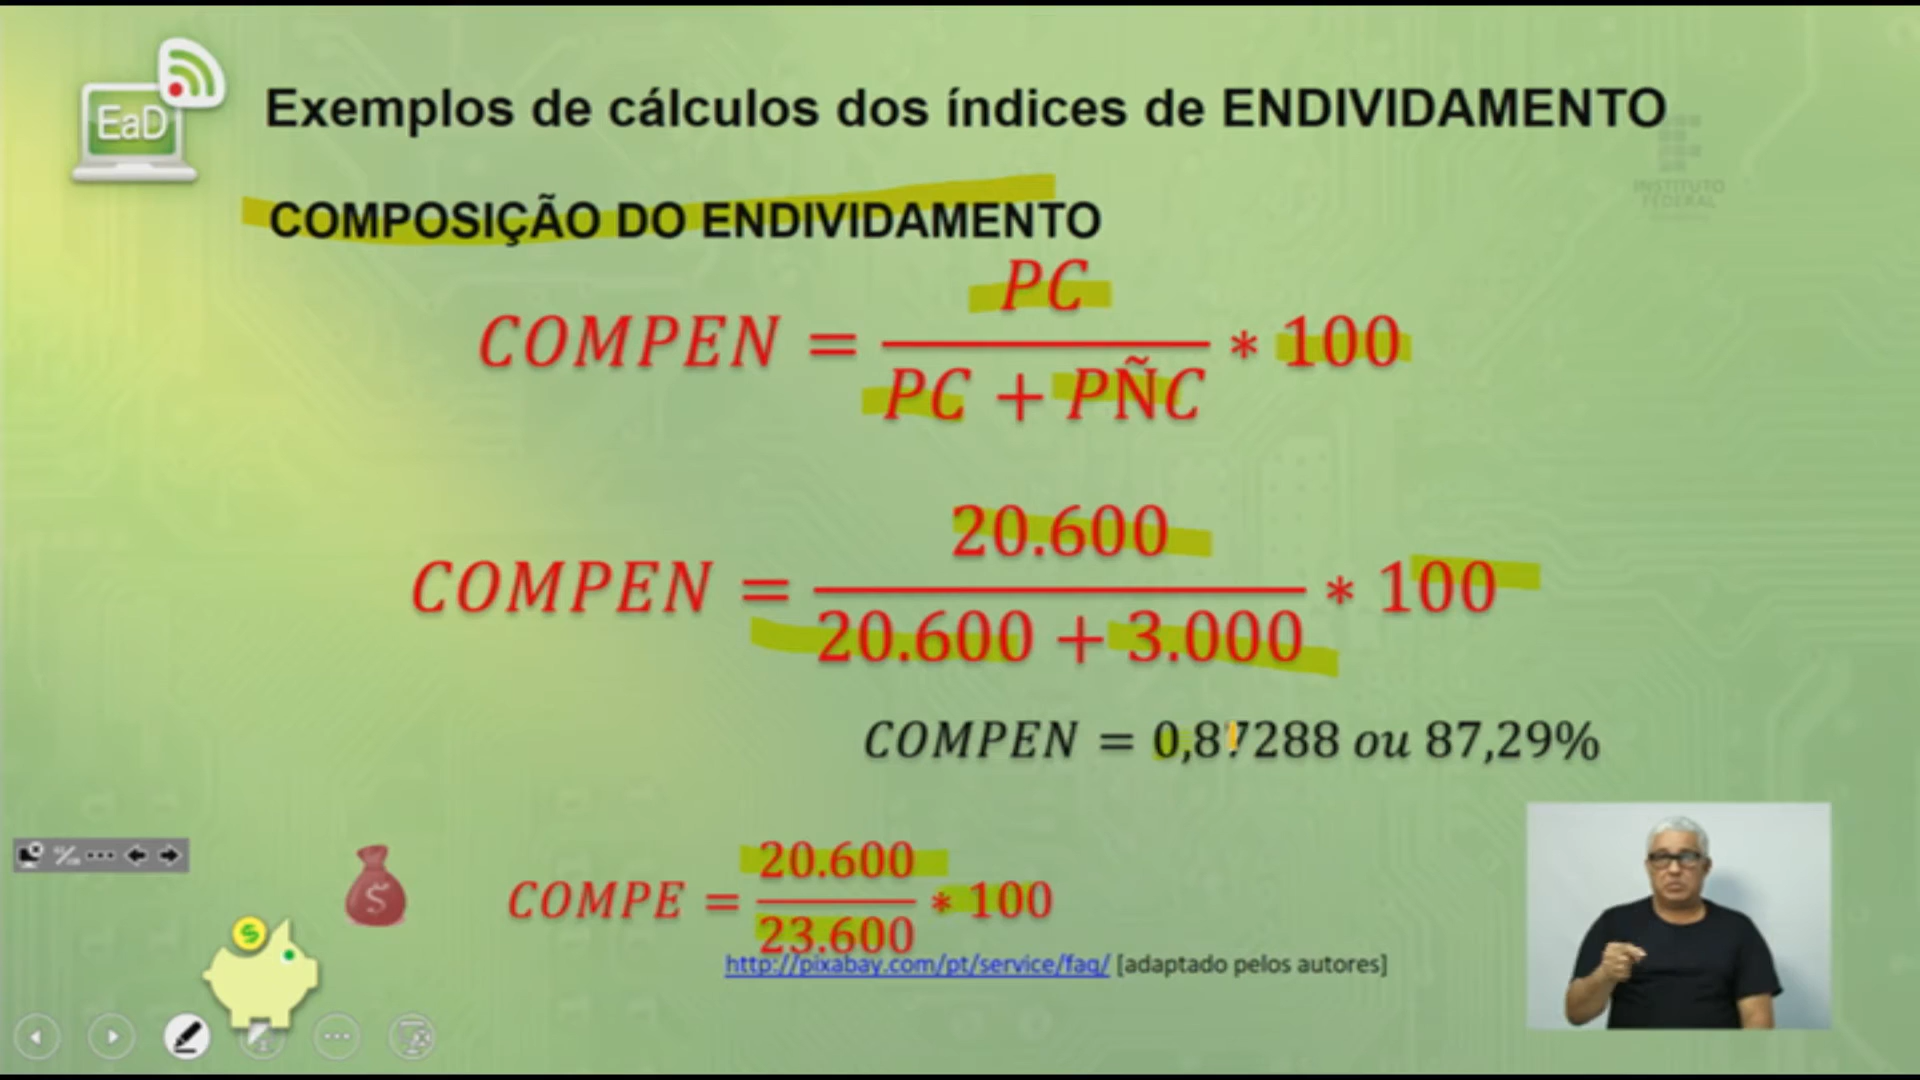 EaD
Exemplos de cálculos dos índices de ENDIVIDAMENTO
INSTITUTO
FEDERAL
COMPOSIÇÃO DO ENDIVIDAMENTO
COMPEN = PC / PC + PÑC * 100
COMPEN = 20.600 / 20.600 + 3.000 * 100
COMPEN = 0,87288 ou 87,29%
COMPE = 20.600 / 23.600 * 100
http://pixabay.com/pt/service/faq/ [adaptado pelos autores]
$
$